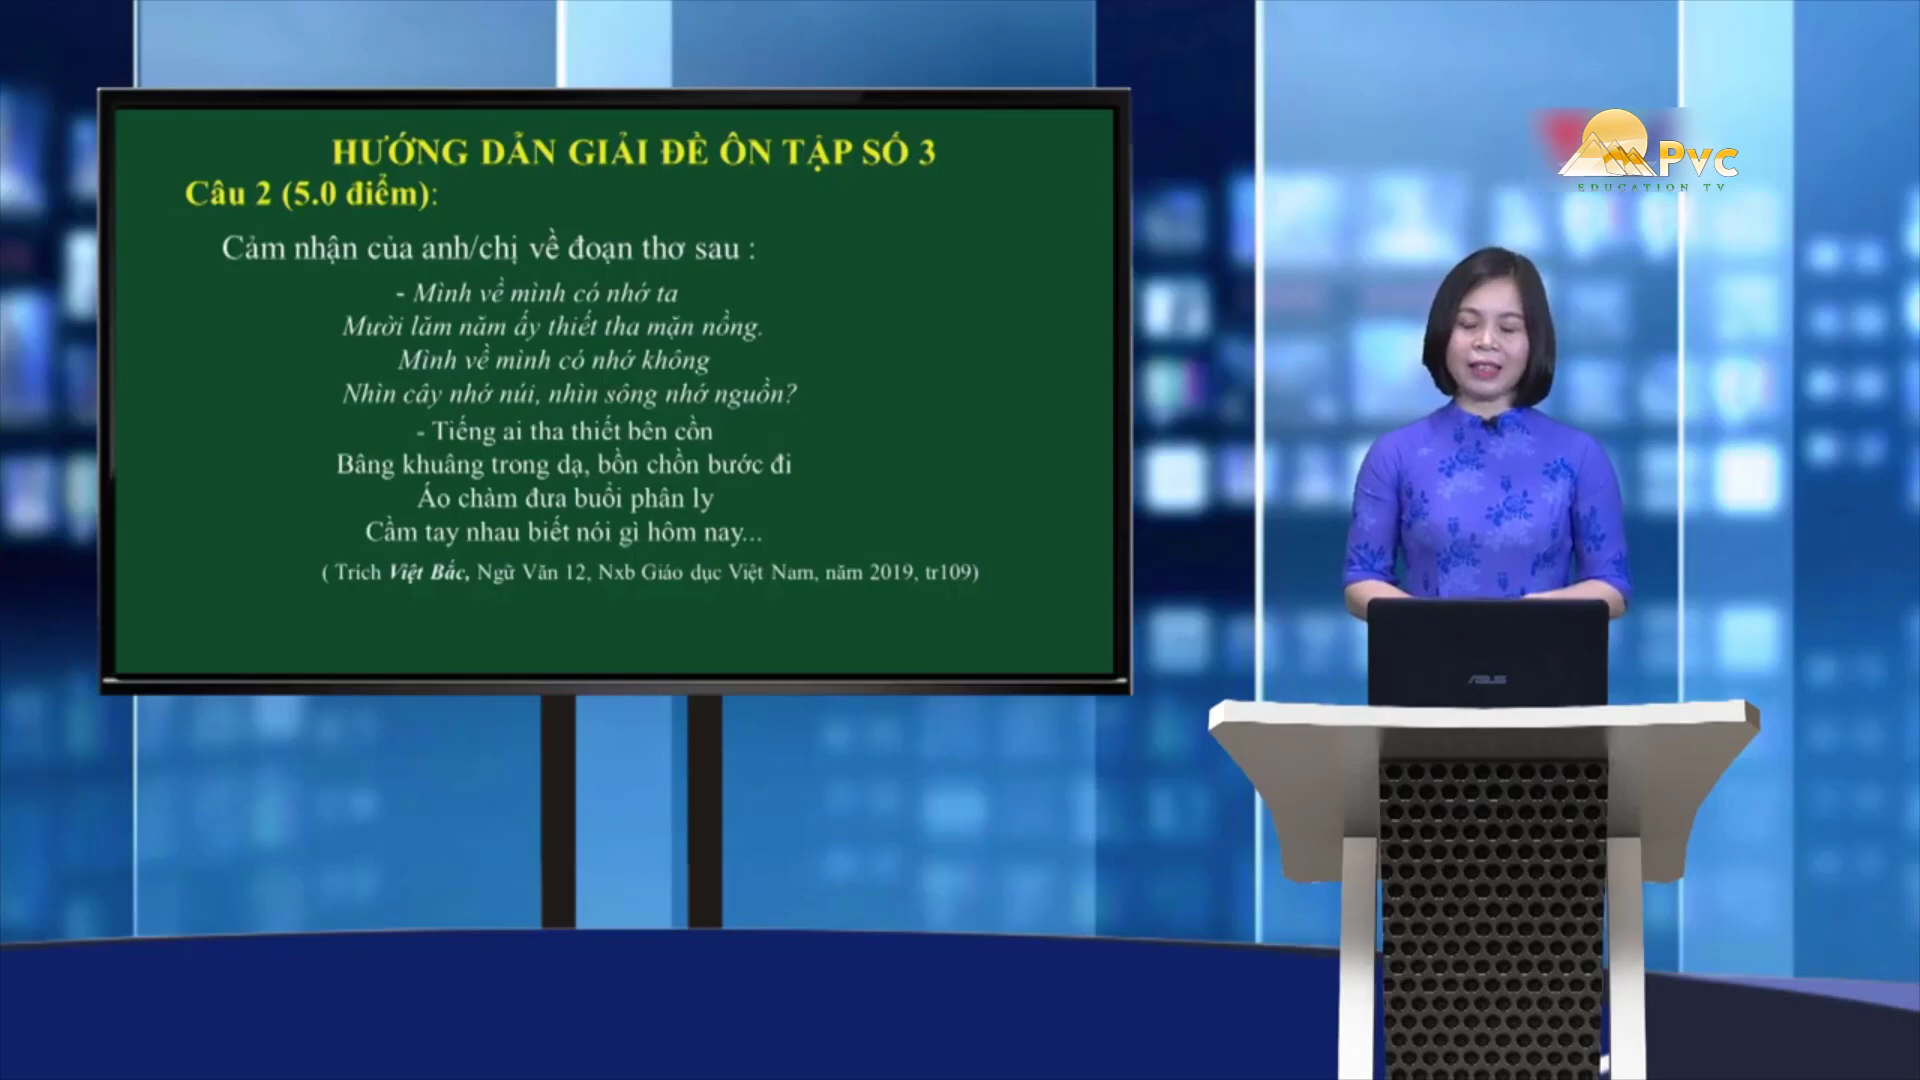 HƯỚNG DẪN GIẢI ĐỀ ÔN TẬP SỐ 3
Câu 2 (5.0 điểm):
Cảm nhận của anh/chị về đoạn thơ sau :
- Mình về mình có nhớ ta
Mười lăm năm ấy thiết tha mặn nồng.
Mình về mình có nhớ không
Nhìn cây nhớ núi, nhìn sông nhớ nguồn?
- Tiếng ai tha thiết bên cồn
Bâng khuâng trong dạ, bồn chồn bước đi
Áo chàm đưa buổi phân ly
Cầm tay nhau biết nói gì hôm nay...
( Trích Việt Bắc, Ngữ Văn 12, Nxb Giáo dục Việt Nam, năm 2019, tr109)
Pvc
EDUCATION TV
ASUS